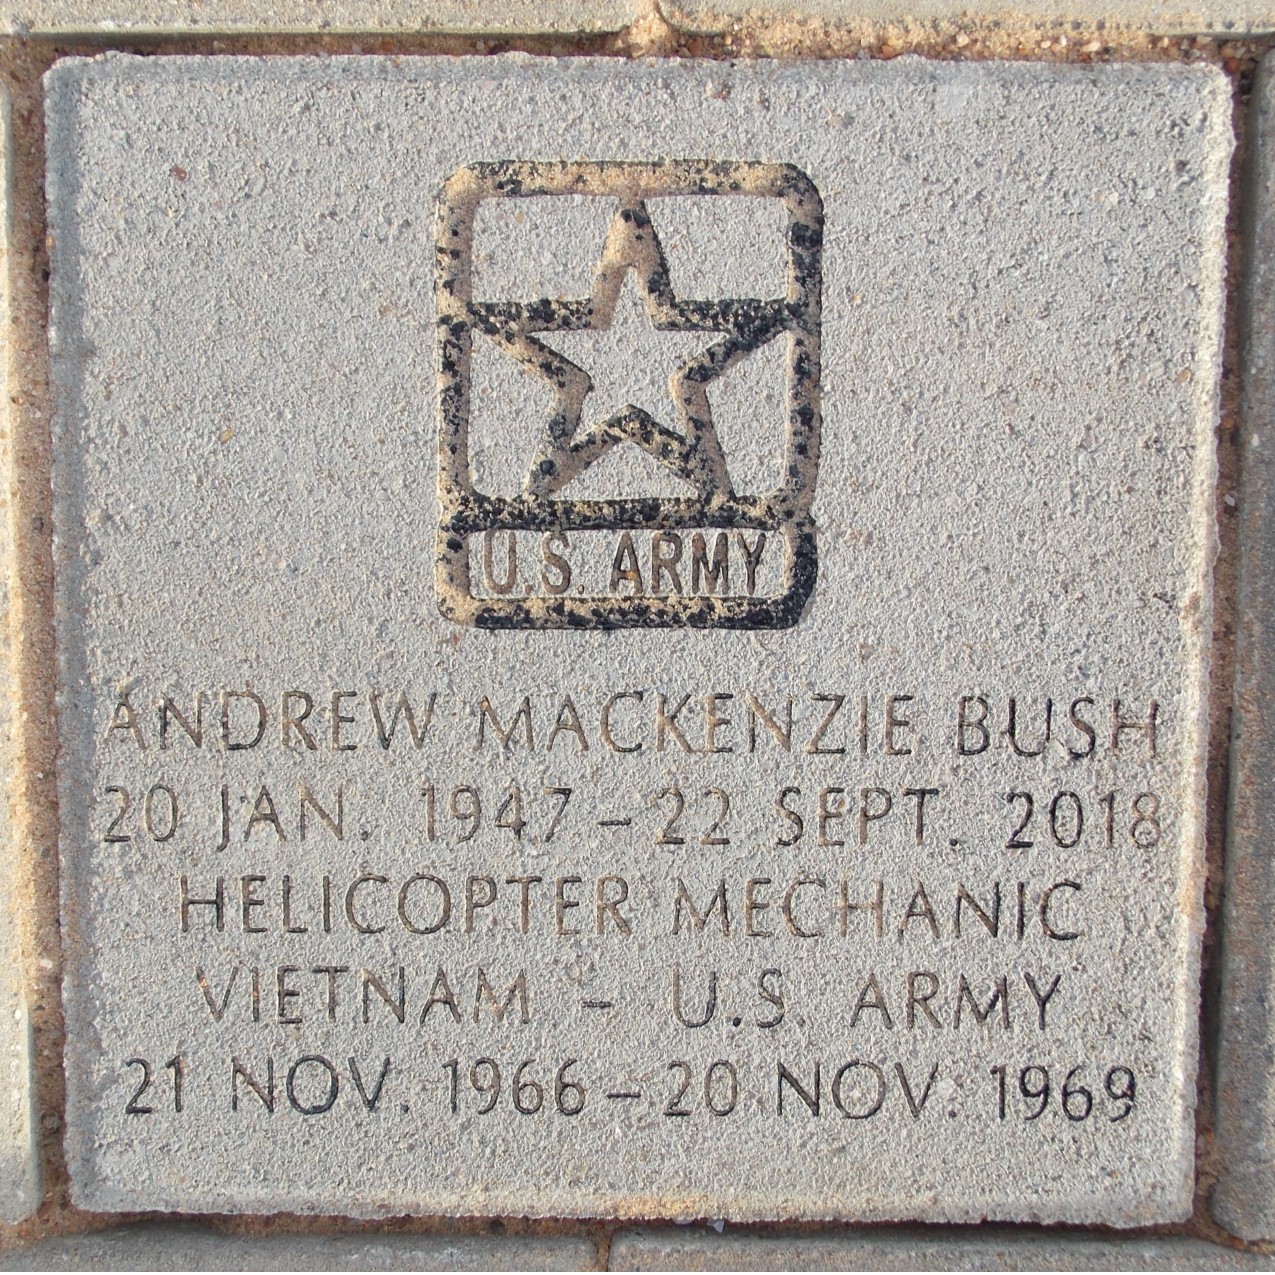 U.S. ARMY
ANDREW MACKENZIE BUSH
20 JAN. 1947 - 22 SEPT. 2018
HELICOPTER MECHANIC
VIETNAM - U.S. ARMY
21 NOV. 1966 - 20 NOV. 1969